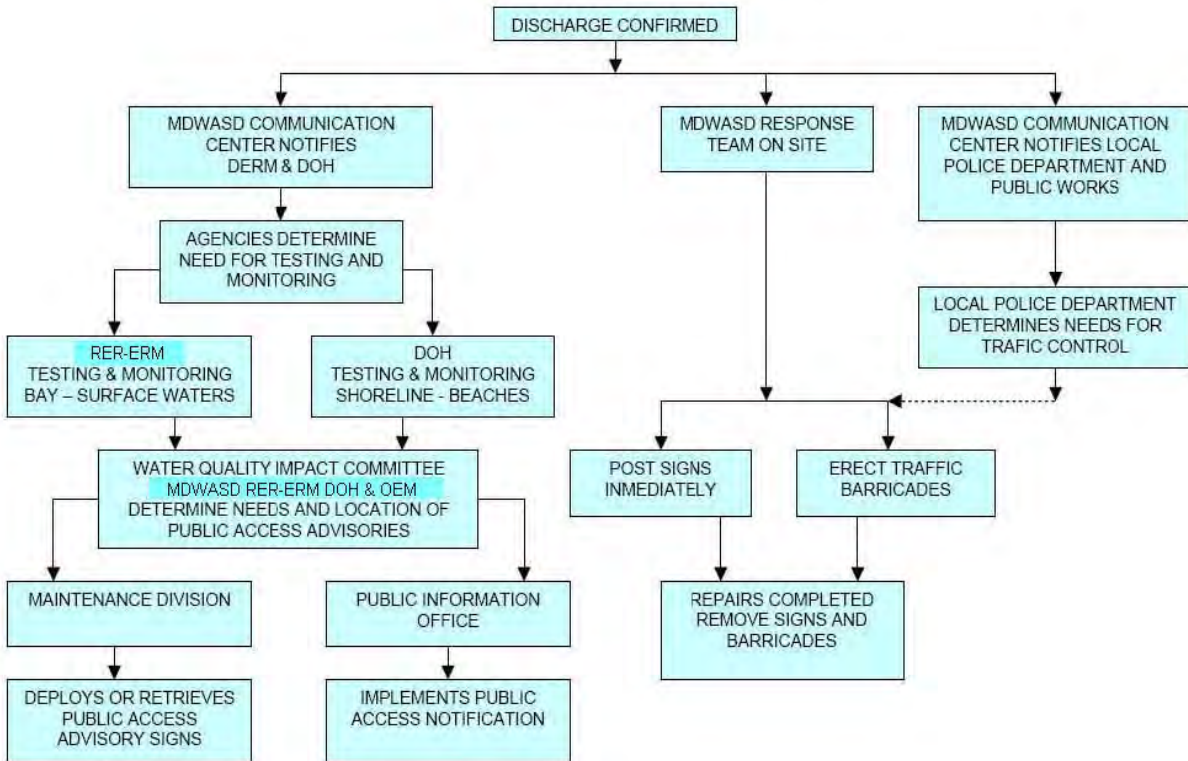 DISCHARGE CONFIRMED
MDWASD COMMUNICATION
CENTER NOTIFIES
DERM & DOH
MDWASD RESPONSE
TEAM ON SITE
MDWASD COMMUNICATION
CENTER NOTIFIES LOCAL
POLICE DEPARTMENT AND
PUBLIC WORKS
AGENCIES DETERMINE
NEED FOR TESTING AND
MONITORING
LOCAL POLICE DEPARTMENT
DETERMINES NEEDS FOR
TRAFIC CONTROL
RER-ERM
TESTING & MONITORING
BAY – SURFACE WATERS
DOH
TESTING & MONITORING
SHORELINE - BEACHES
WATER QUALITY IMPACT COMMITTEE
MDWASD RER-ERM DOH & OEM
DETERMINE NEEDS AND LOCATION OF
PUBLIC ACCESS ADVISORIES
POST SIGNS
INMEDIATELY
ERECT TRAFFIC
BARRICADES
MAINTENANCE DIVISION
PUBLIC INFORMATION
OFFICE
REPAIRS COMPLETED
REMOVE SIGNS AND
BARRICADES
DEPLOYS OR RETRIEVES
PUBLIC ACCESS
ADVISORY SIGNS
IMPLEMENTS PUBLIC
ACCESS NOTIFICATION